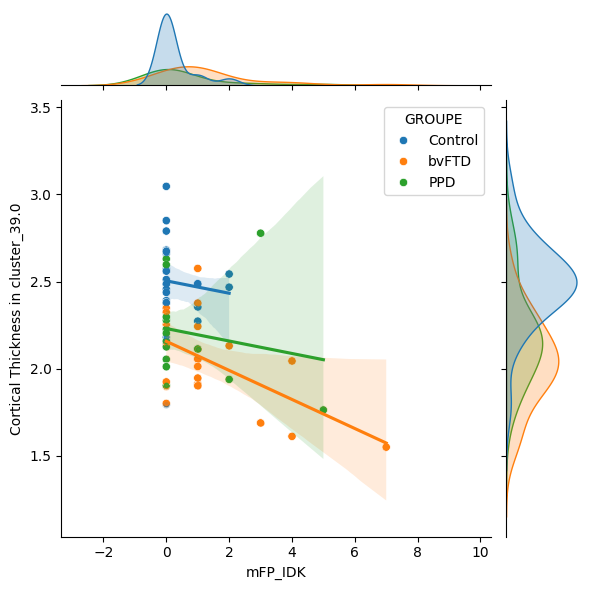 3.5
3.0
2.5
2.0
1.5
Cortical Thickness in cluster_39.0
GROUPE
Control
bvFTD
PPD
−2
0
2
4
6
8
10
mFP_IDK